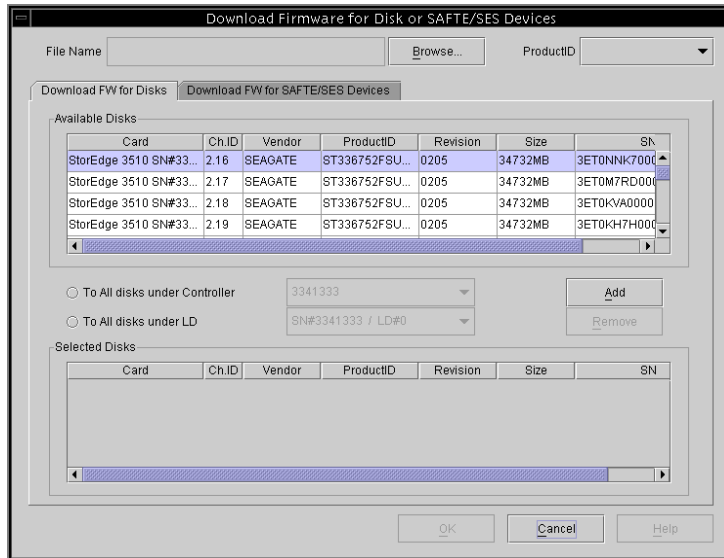 Download Firmware for Disk or SAFTE/SES Devices
File Name Browse... ProductID
Download FW for Disks Download FW for SAFTE/SES Devices
Available Disks
Card Ch.ID Vendor ProductID Revision Size SN
StorEdge 3510 SN#33... 2.16 SEAGATE ST336752FSU... 0205 34732MB 3ET0NNK7000
StorEdge 3510 SN#33... 2.17 SEAGATE ST336752FSU... 0205 34732MB 3ET0M7RD000
StorEdge 3510 SN#33... 2.18 SEAGATE ST336752FSU... 0205 34732MB 3ET0KVA0000
StorEdge 3510 SN#33... 2.19 SEAGATE ST336752FSU... 0205 34732MB 3ET0KH7H000
To All disks under Controller 3341333 Add
To All disks under LD SN#3341333 / LD#0 Remove
Selected Disks
Card Ch.ID Vendor ProductID Revision Size SN
OK Cancel Help